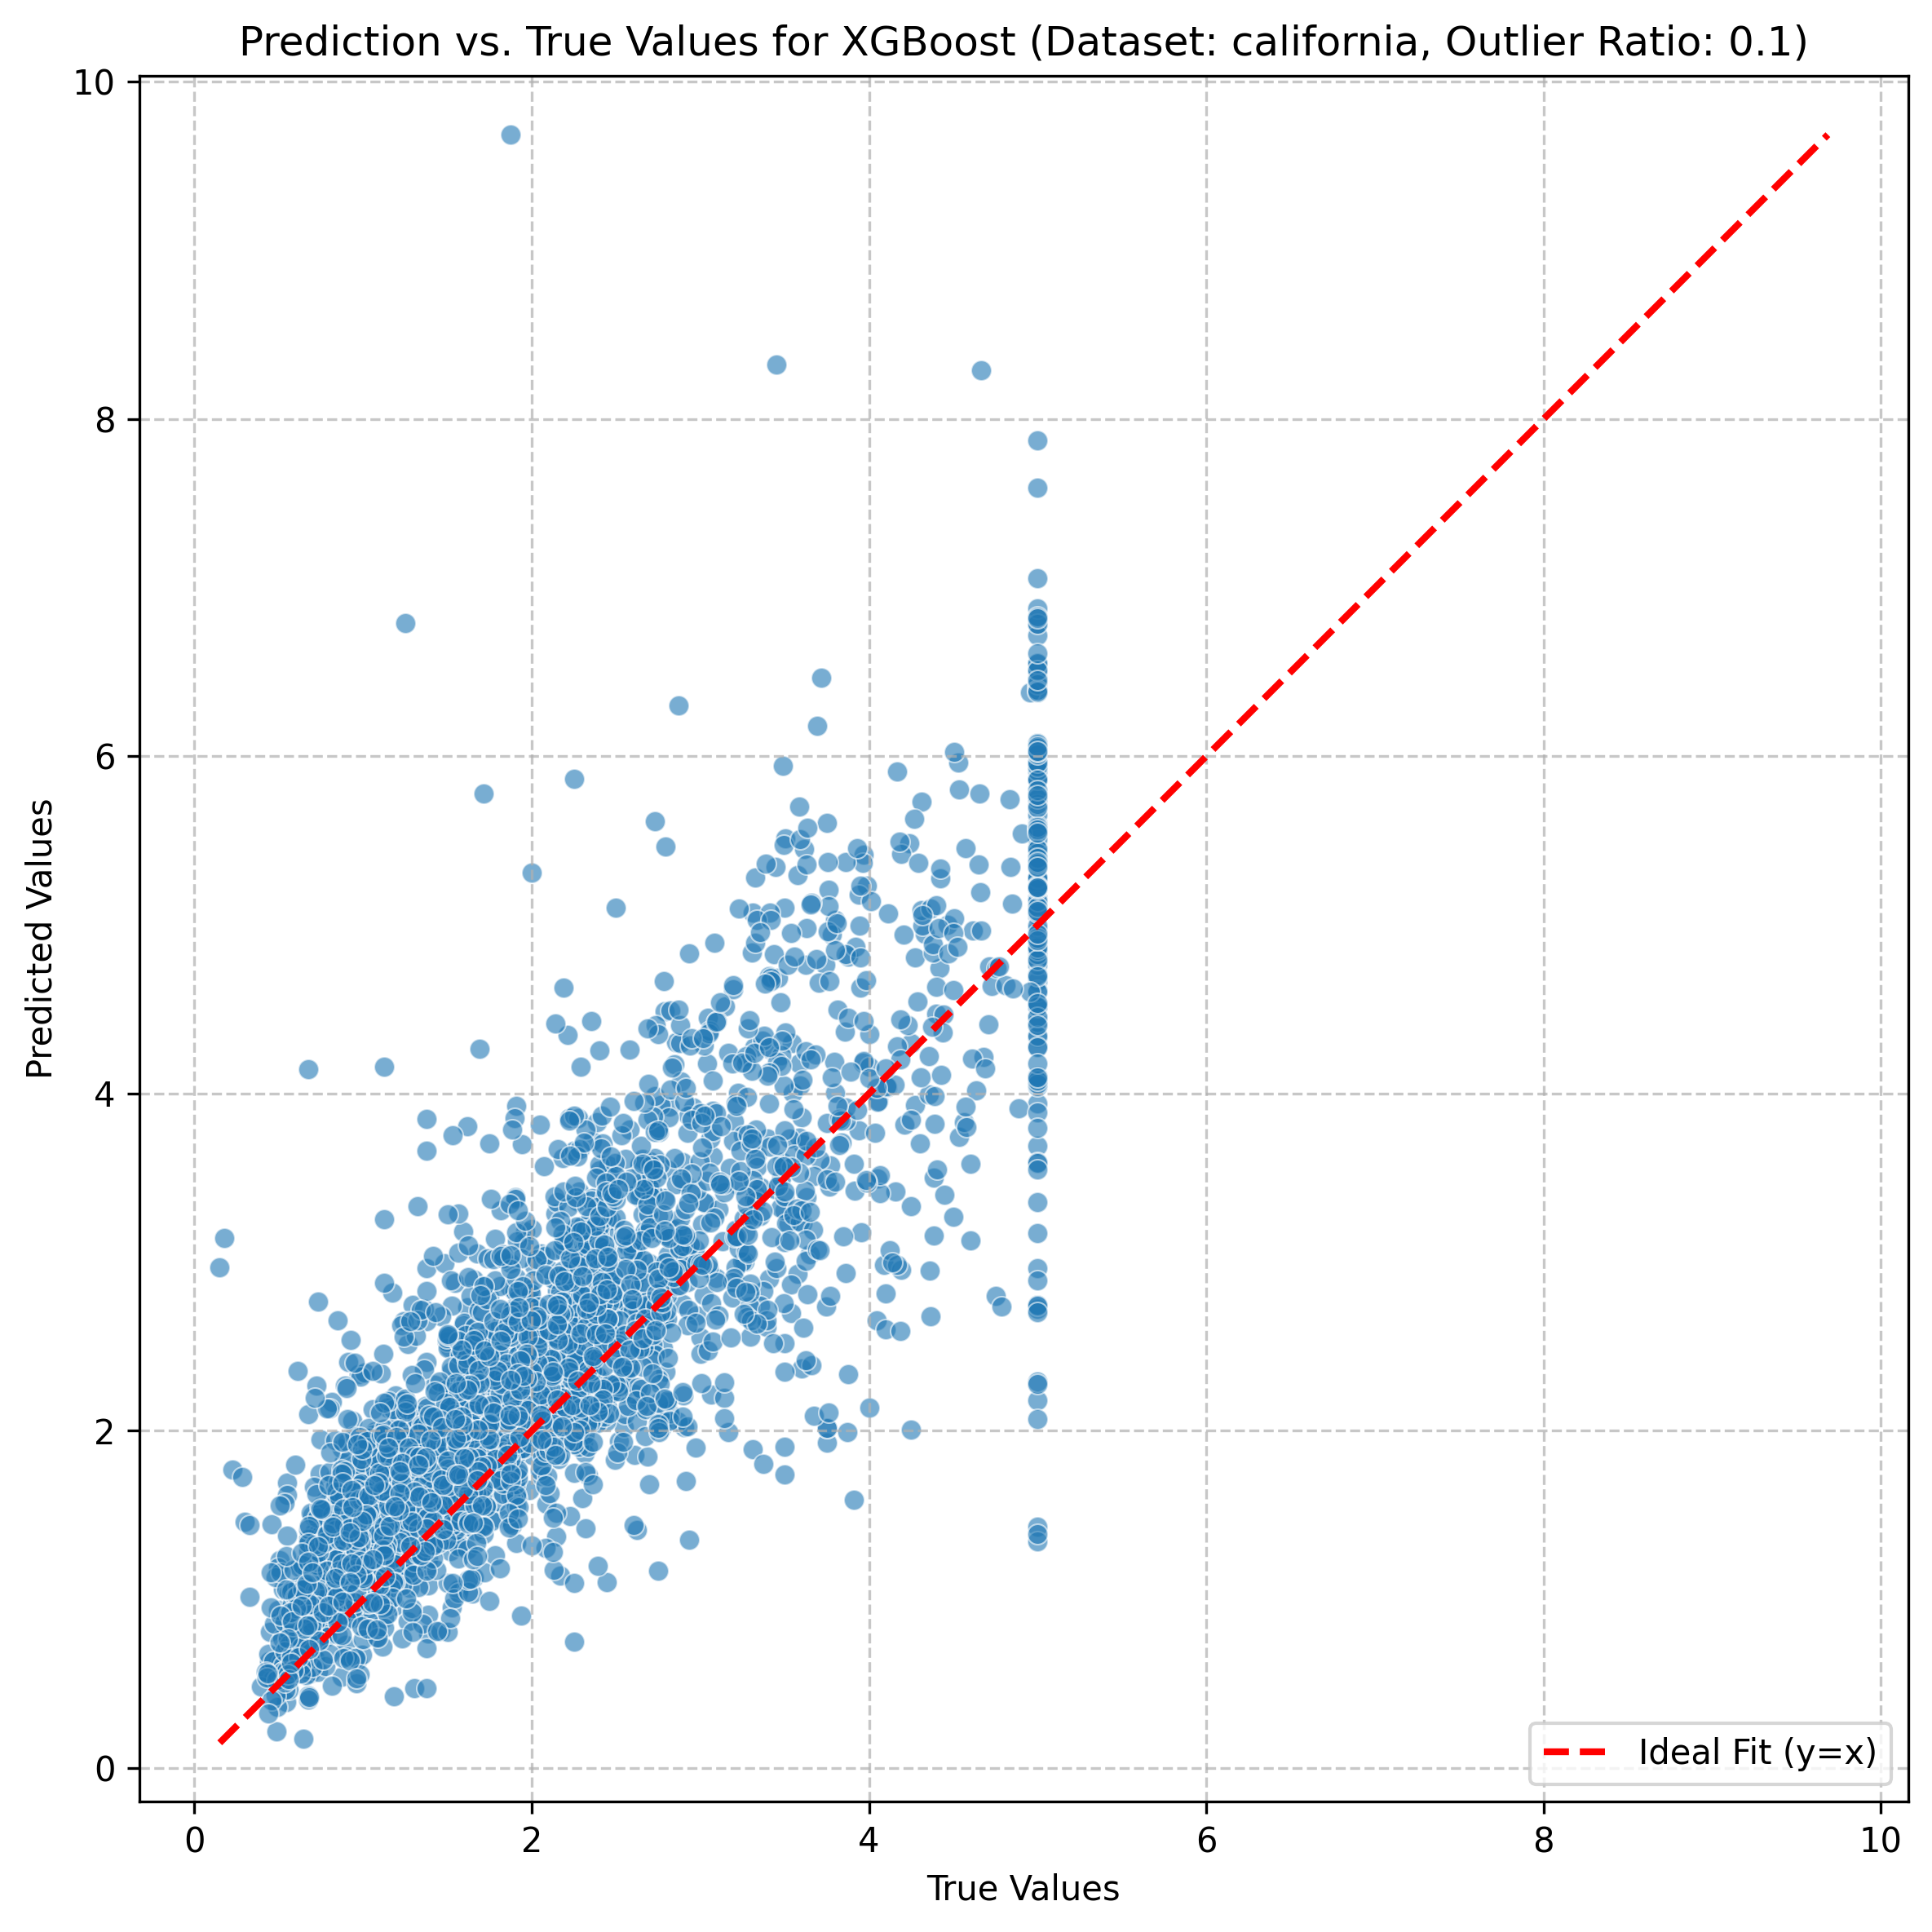 Prediction vs. True Values for XGBoost (Dataset: california, Outlier Ratio: 0.1)
10
8
6
4
2
0
Predicted Values
0 2 4 6 8 10
True Values
Ideal Fit (y=x)